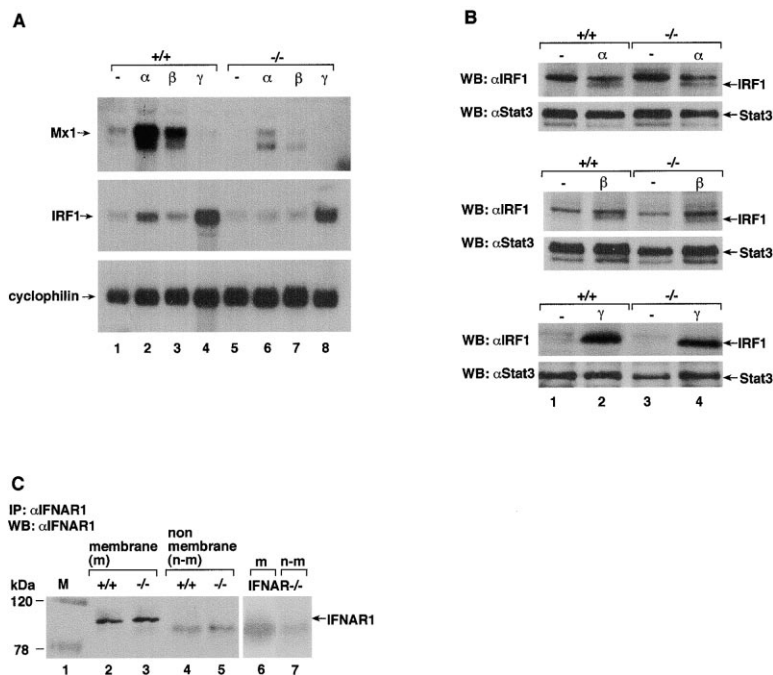 A
+/+ -/-
- α β γ - α β γ
Mx1
IRF1
cyclophilin
1 2 3 4 5 6 7 8
B
+/+ -/-
- α - α
WB: αIRF1 IRF1
WB: αStat3 Stat3
+/+ -/-
- β - β
WB: αIRF1 IRF1
WB: αStat3 Stat3
+/+ -/-
- γ - γ
WB: αIRF1 IRF1
WB: αStat3 Stat3
1 2 3 4
C
IP: αIFNAR1
WB: αIFNAR1
membrane
(m)
non
membrane
(n-m)
m n-m
kDa M +/+ -/- +/+ -/- IFNAR-/-
120
IFNAR1
78
1 2 3 4 5 6 7